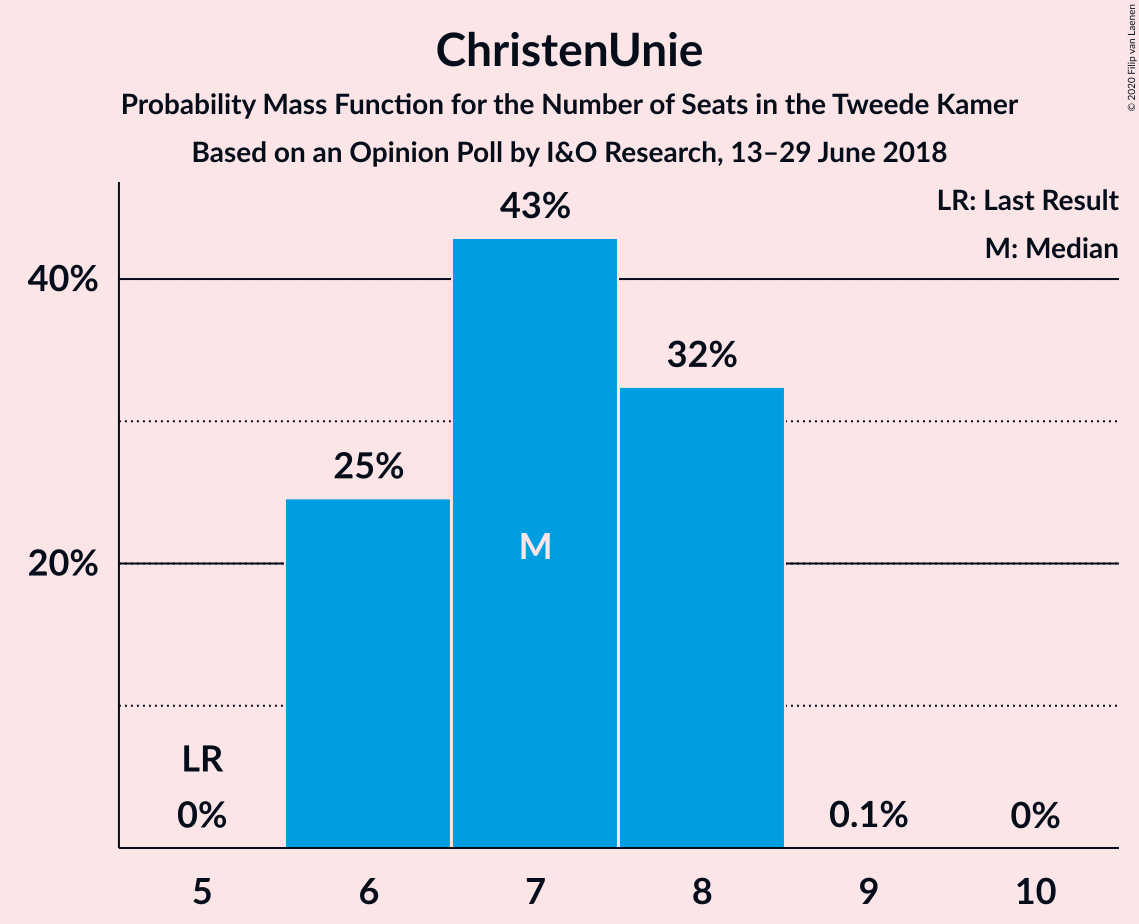 ChristenUnie
Probability Mass Function for the Number of Seats in the Tweede Kamer
Based on an Opinion Poll by I&O Research, 13–29 June 2018
© 2020 Filip van Laenen
LR: Last Result
M: Median
43%
40%
32%
25%
M
20%
LR
0%
0.1%
0%
5 6 7 8 9 10